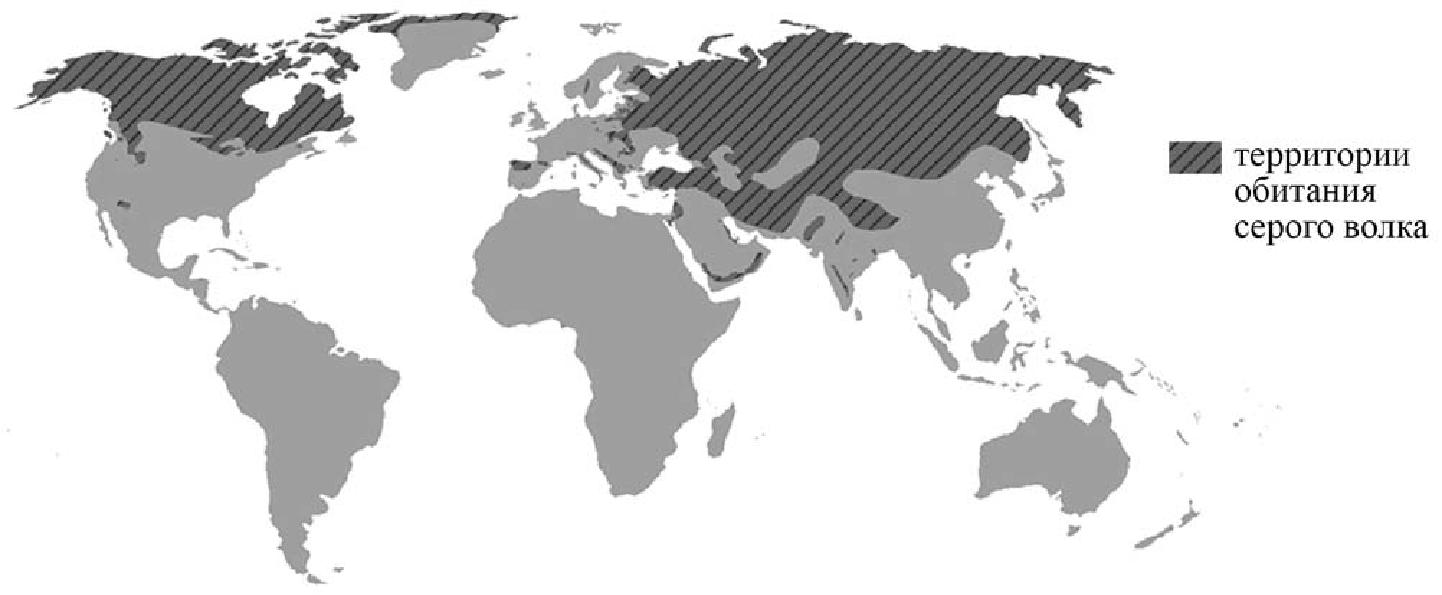 территории
обитания
серого волка